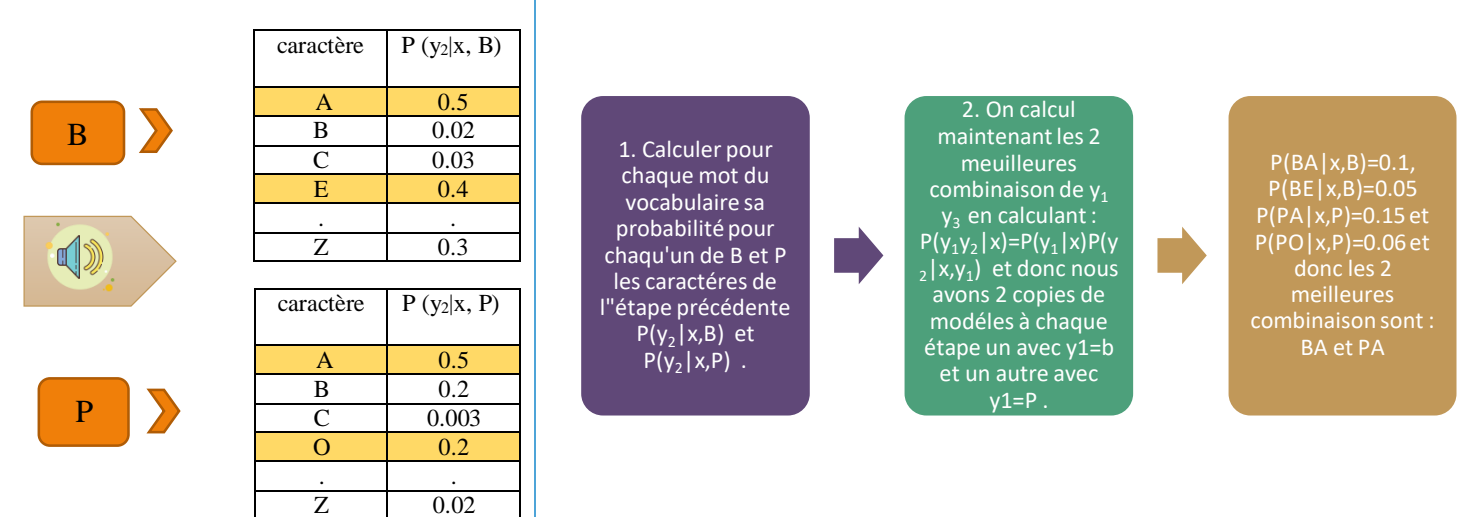 B
caractère P (y₂|x, B)
A 0.5
B 0.02
C 0.03
E 0.4
. .
Z 0.3
P
caractère P (y₂|x, P)
A 0.5
B 0.2
C 0.003
O 0.2
. .
Z 0.02
1. Calculer pour
chaque mot du
vocabulaire sa
probabilité pour
chaqu'un de B et P
les caractéres de
l"étape précédente
P(y₂|x,B) et
P(y₂|x,P) .
2. On calcul
maintenant les 2
meuilleures
combinaison de y₁
y₃ en calculant :
P(y₁y₂|x)=P(y₁|x)P(y
₂|x,y₁) et donc nous
avons 2 copies de
modéles à chaque
étape un avec y1=b
et un autre avec
y1=P .
P(BA|x,B)=0.1,
P(BE|x,B)=0.05
P(PA|x,P)=0.15 et
P(PO|x,P)=0.06 et
donc les 2
meilleures
combinaison sont :
BA et PA